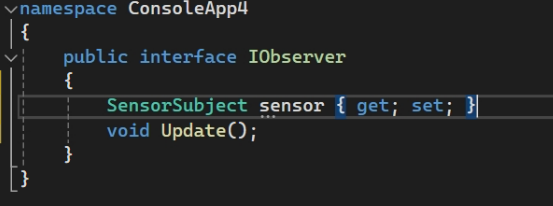 namespace ConsoleApp4
{
    public interface IObserver
    {
        SensorSubject sensor { get; set; }
        void Update();
    }
}